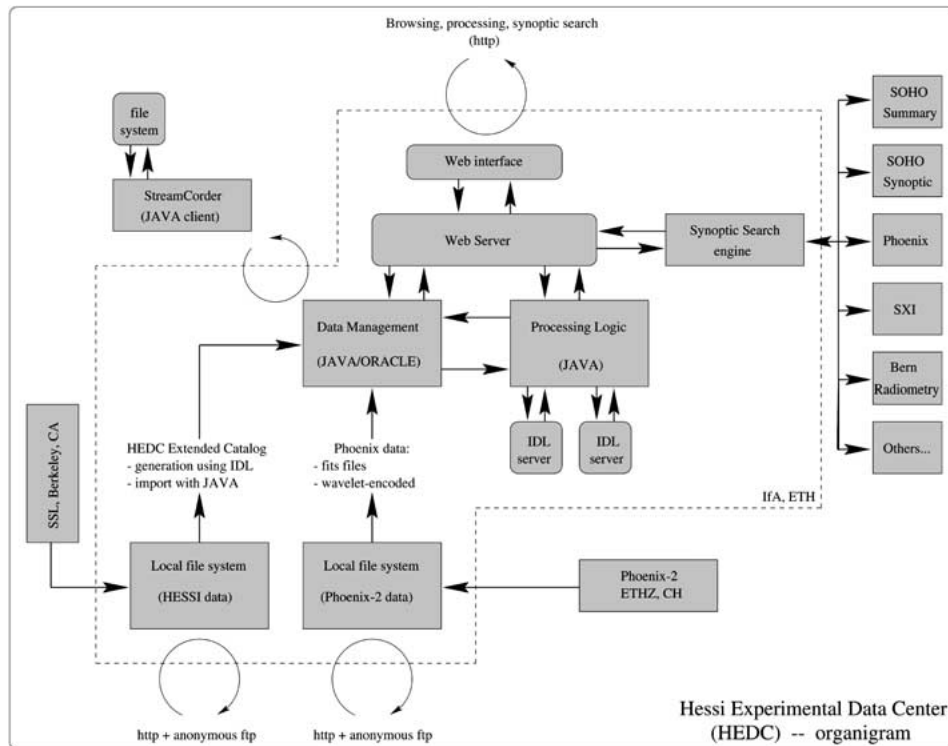 Browsing, processing, synoptic search
(http)
file
system
StreamCorder
(JAVA client)
Web interface
Web Server
Synoptic Search
engine
SOHO
Summary
SOHO
Synoptic
Phoenix
SXI
Bern
Radiometry
Others...
Data Management
(JAVA/ORACLE)
Processing Logic
(JAVA)
IDL
server
IDL
server
SSL, Berkeley, CA
HEDC Extended Catalog
- generation using IDL
- import with JAVA
Phoenix data:
- fits files
- wavelet-encoded
IfA, ETH
Local file system
(HESSI data)
Local file system
(Phoenix-2 data)
Phoenix-2
ETHZ, CH
http + anonymous ftp
http + anonymous ftp
Hessi Experimental Data Center
(HEDC) -- organigram